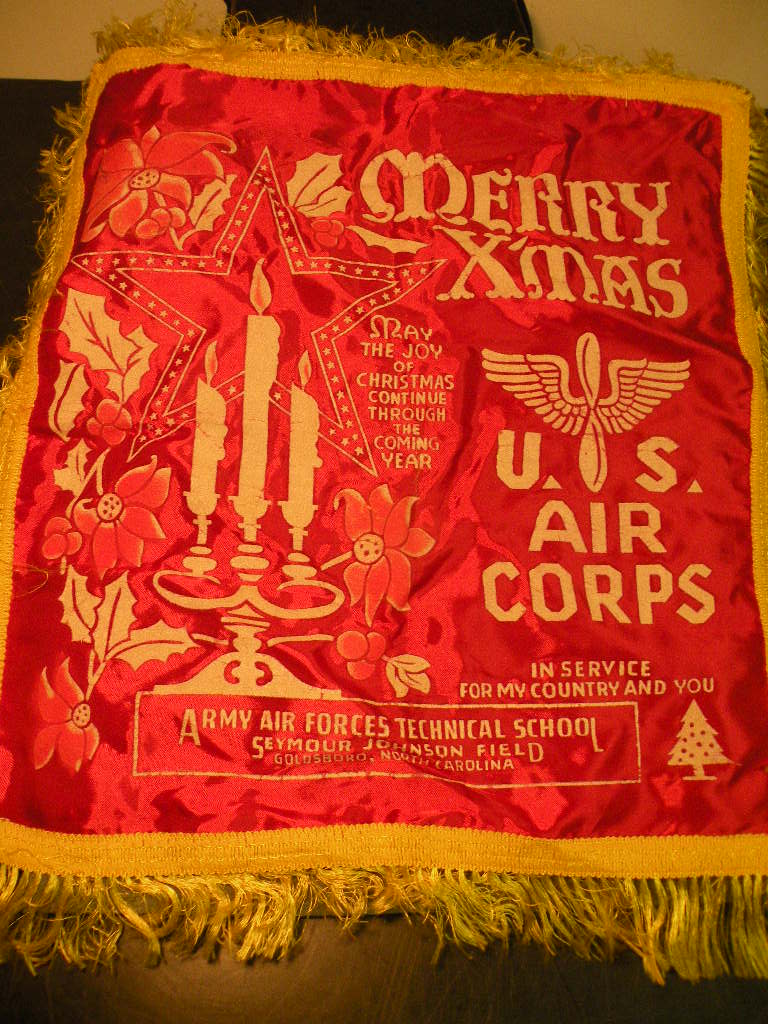 MERRY
X'MAS
MAY
THE JOY
OF
CHRISTMAS
CONTINUE
THROUGH
THE
COMING
YEAR
U. S.
AIR
CORPS
IN SERVICE
FOR MY COUNTRY AND YOU
ARMY AIR FORCES TECHNICAL SCHOOL
SEYMOUR JOHNSON FIELD
GOLDSBORO, NORTH CAROLINA